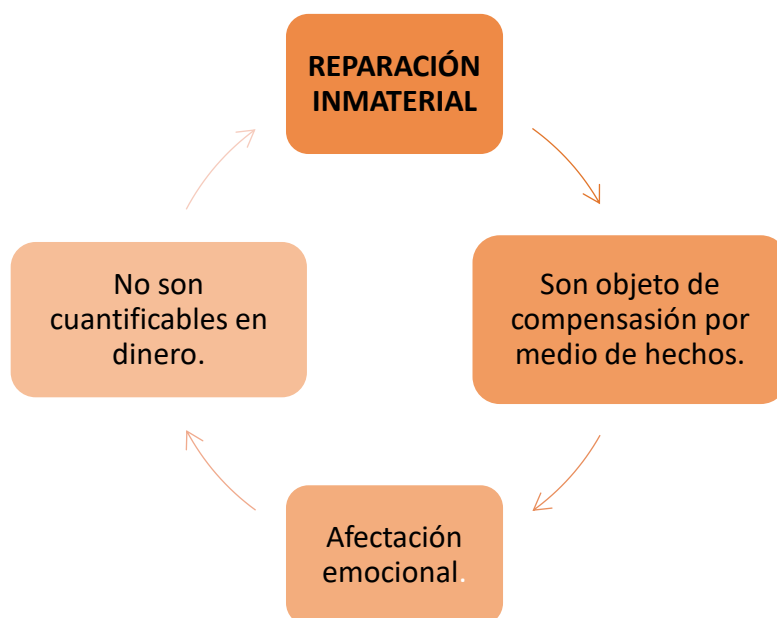 REPARACIÓN
INMATERIAL
Son objeto de
compensasión por
medio de hechos.
Afectación
emocional.
No son
cuantificables en
dinero.